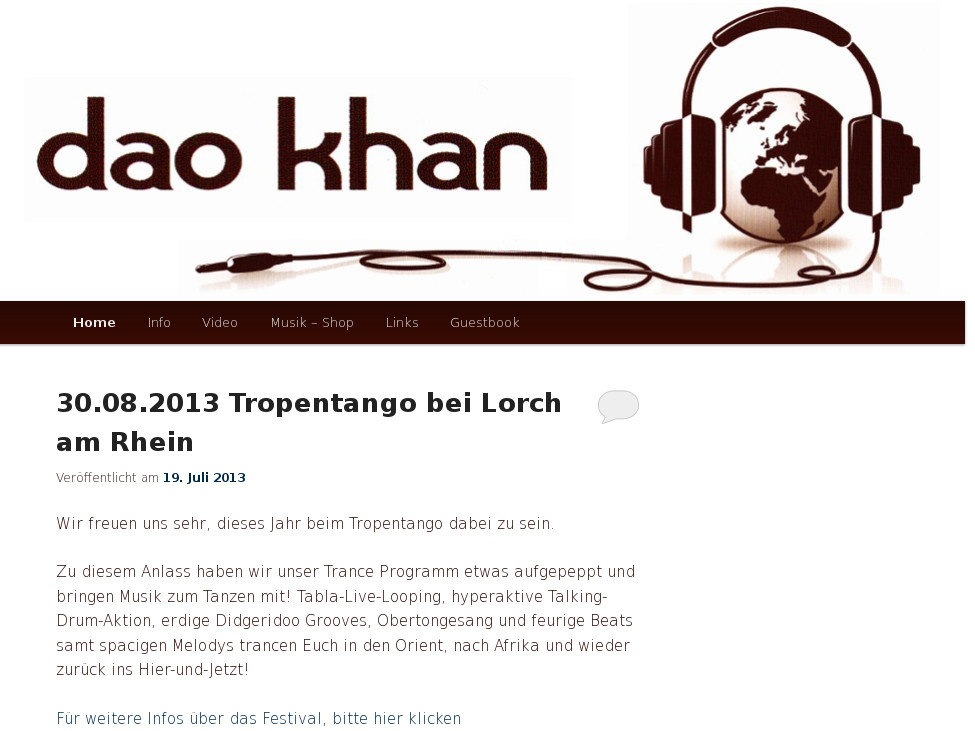 dao khan
Home Info Video Musik – Shop Links Guestbook
30.08.2013 Tropentango bei Lorch
am Rhein
Veröffentlicht am 19. Juli 2013
Wir freuen uns sehr, dieses Jahr beim Tropentango dabei zu sein.
Zu diesem Anlass haben wir unser Trance Programm etwas aufgepeppt und
bringen Musik zum Tanzen mit! Tabla-Live-Looping, hyperaktive Talking-
Drum-Aktion, erdige Didgeridoo Grooves, Obertongesang und feurige Beats
samt spacigen Melodys trancen Euch in den Orient, nach Afrika und wieder
zurück ins Hier-und-Jetzt!
Für weitere Infos über das Festival, bitte hier klicken